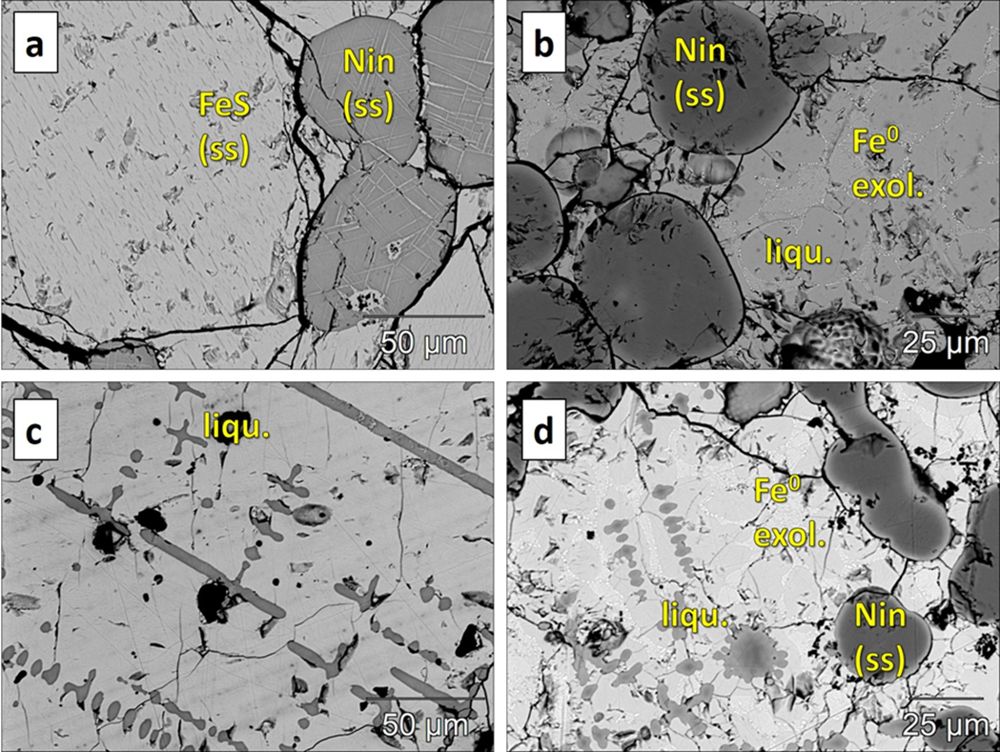 a
Nin
(ss)
FeS
(ss)
50 µm
b
Nin
(ss)
Fe⁰
exol.
liqu.
25 µm
c
liqu.
50 µm
d
Fe⁰
exol.
liqu.
Nin
(ss)
25 µm